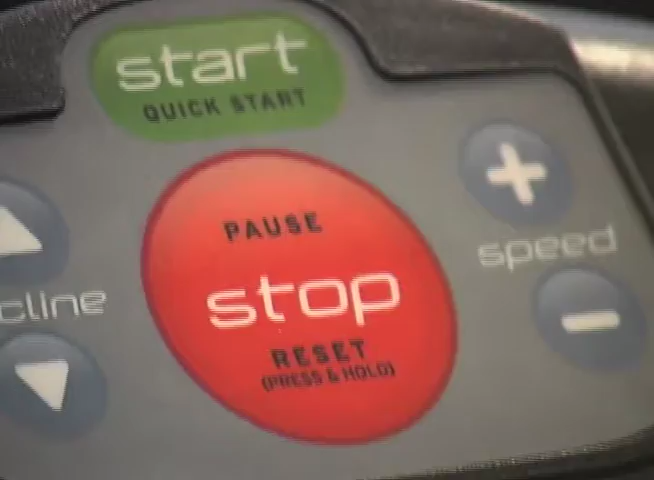 start
QUICK START
PAUSE
stop
RESET
(PRESS & HOLD)
cline
+
speed
-